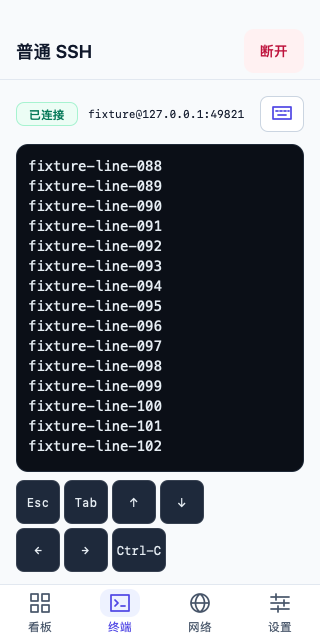 普通 SSH
断开
已连接
fixture@127.0.0.1:49821
fixture-line-088
fixture-line-089
fixture-line-090
fixture-line-091
fixture-line-092
fixture-line-093
fixture-line-094
fixture-line-095
fixture-line-096
fixture-line-097
fixture-line-098
fixture-line-099
fixture-line-100
fixture-line-101
fixture-line-102
Esc Tab ↑ ↓
← → Ctrl-C
看板 终端 网络 设置